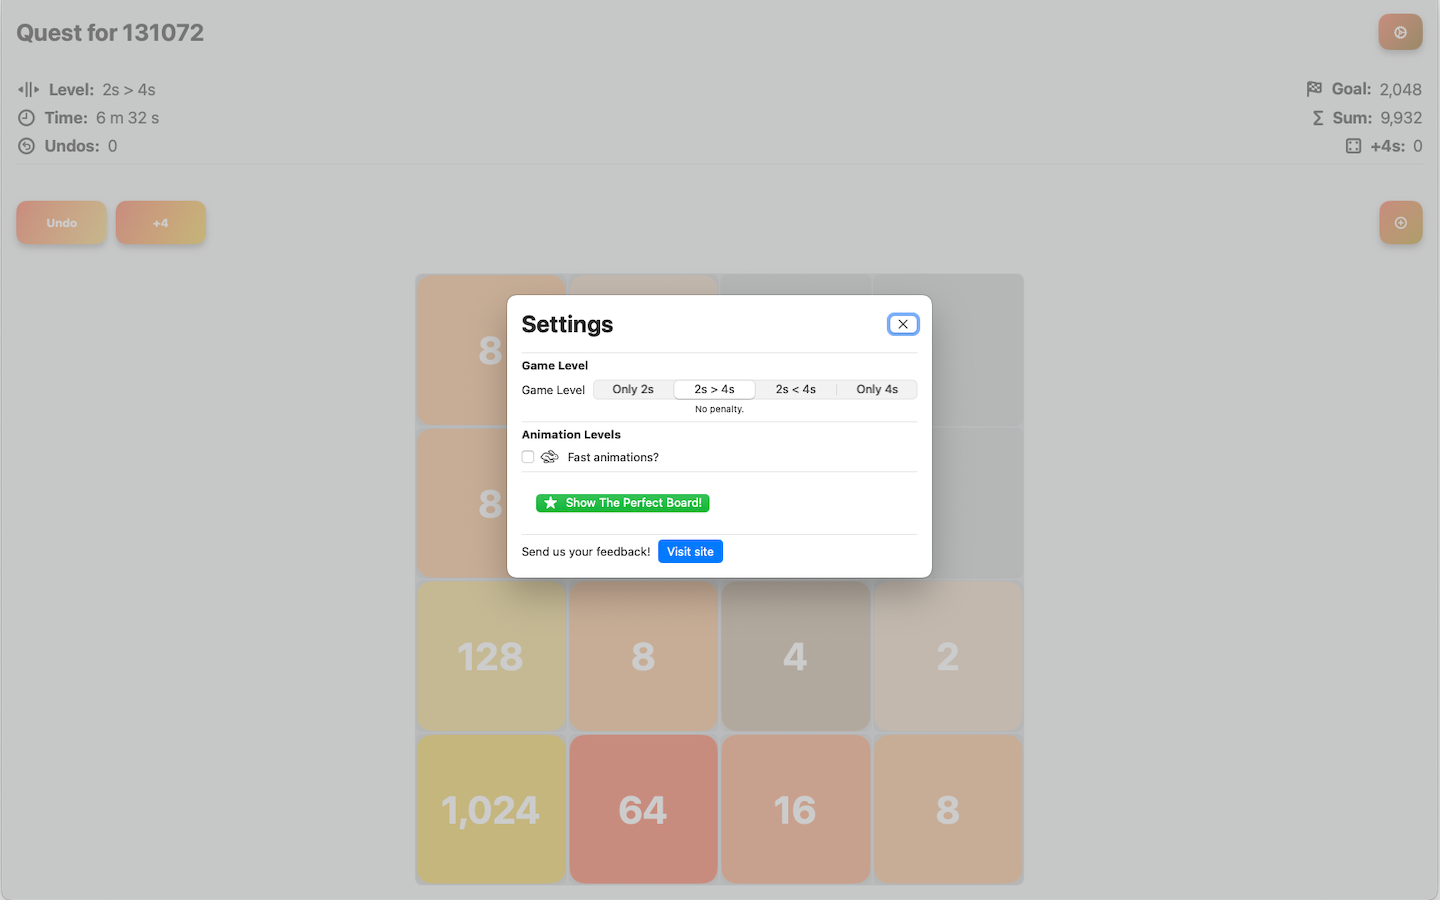 Quest for 131072
Level: 2s > 4s
Time: 6 m 32 s
Undos: 0
Goal: 2,048
Sum: 9,932
+4s: 0
Undo
+4
Settings
Game Level
Game Level Only 2s 2s > 4s 2s < 4s Only 4s
No penalty.
Animation Levels
Fast animations?
Show The Perfect Board!
Send us your feedback! Visit site
8
8
128 8 4 2
1,024 64 16 8